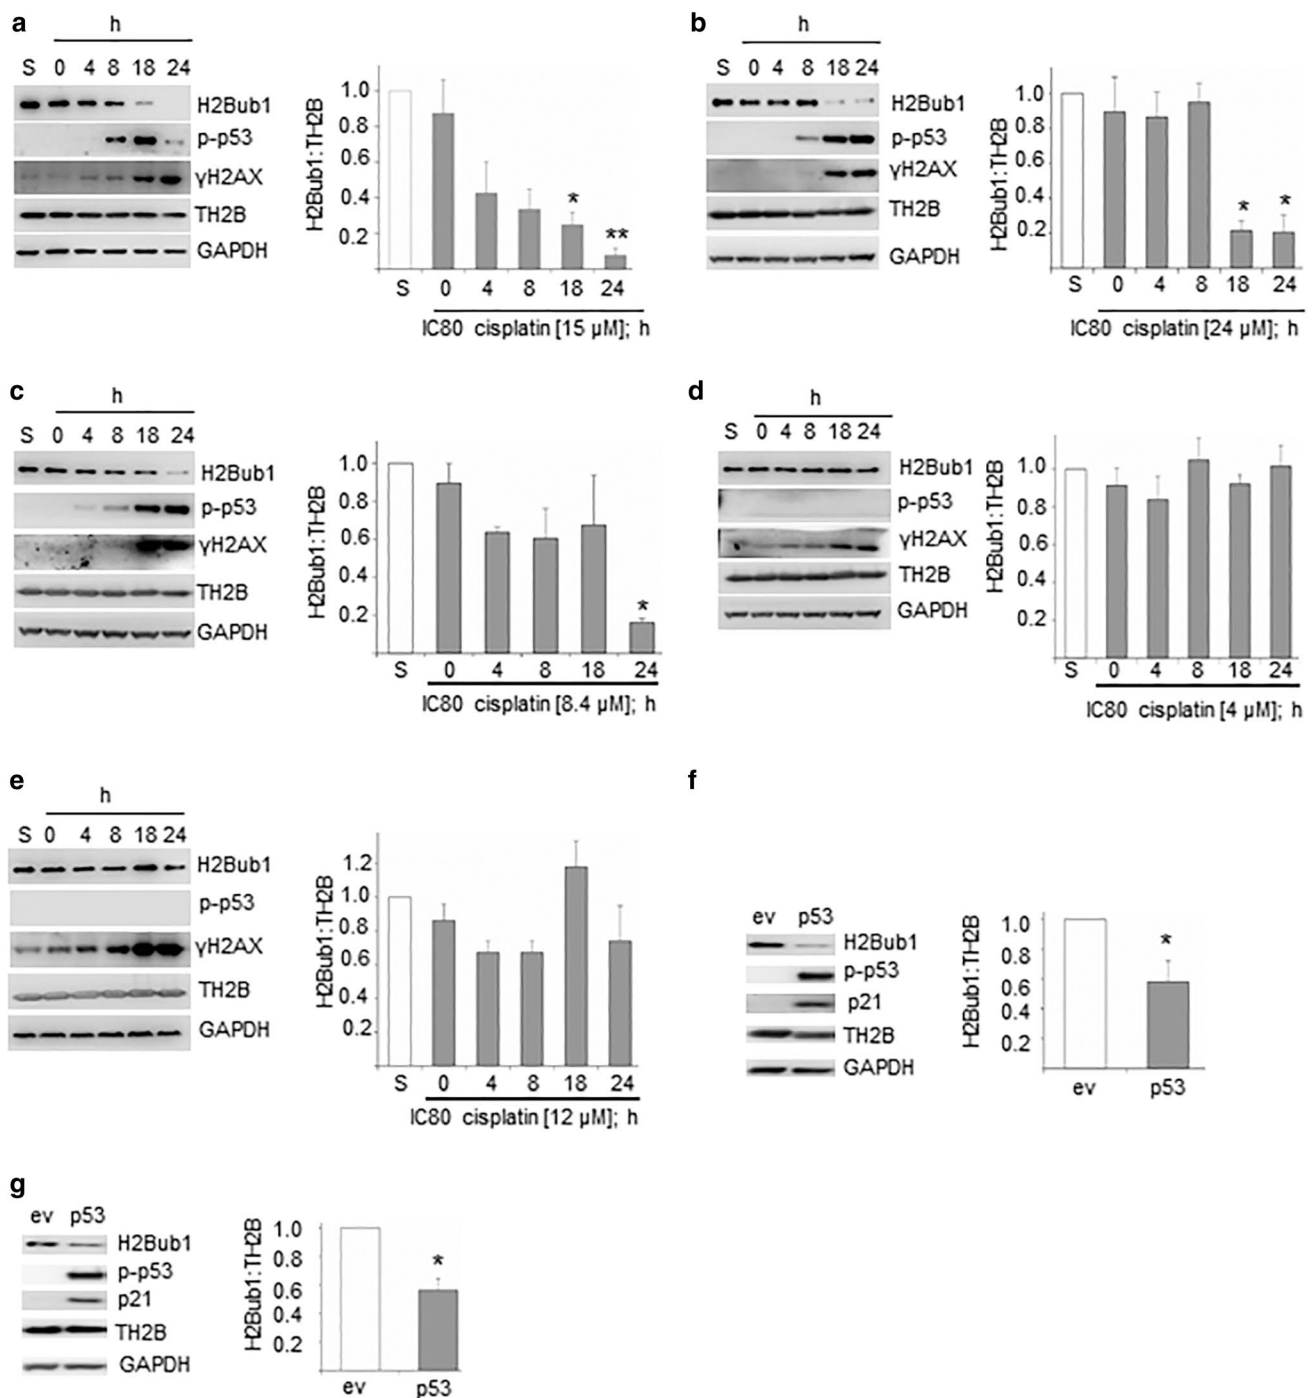 a
h
S 0 4 8 18 24
H2Bub1
p-p53
γH2AX
TH2B
GAPDH
H2Bub1:TH2B
1.0
0.8
0.6
0.4
0.2
*
**
S 0 4 8 18 24
IC80 cisplatin [15 µM]; h
b
h
S 0 4 8 18 24
H2Bub1
p-p53
γH2AX
TH2B
GAPDH
H2Bub1:TH2B
1.0
0.8
0.6
0.4
0.2
*
*
S 0 4 8 18 24
IC80 cisplatin [24 µM]; h
c
h
S 0 4 8 18 24
H2Bub1
p-p53
γH2AX
TH2B
GAPDH
H2Bub1:TH2B
1.0
0.8
0.6
0.4
0.2
*
S 0 4 8 18 24
IC80 cisplatin [8.4 µM]; h
d
h
S 0 4 8 18 24
H2Bub1
p-p53
γH2AX
TH2B
GAPDH
H2Bub1:TH2B
1.0
0.8
0.6
0.4
0.2
S 0 4 8 18 24
IC80 cisplatin [4 µM]; h
e
h
S 0 4 8 18 24
H2Bub1
p-p53
γH2AX
TH2B
GAPDH
H2Bub1:TH2B
1.2
1.0
0.8
0.6
0.4
0.2
S 0 4 8 18 24
IC80 cisplatin [12 µM]; h
f
ev p53
H2Bub1
p-p53
p21
TH2B
GAPDH
H2Bub1:TH2B
1.0
0.8
0.6
0.4
0.2
*
ev p53
g
ev p53
H2Bub1
p-p53
p21
TH2B
GAPDH
H2Bub1:TH2B
1.0
0.8
0.6
0.4
0.2
*
ev p53